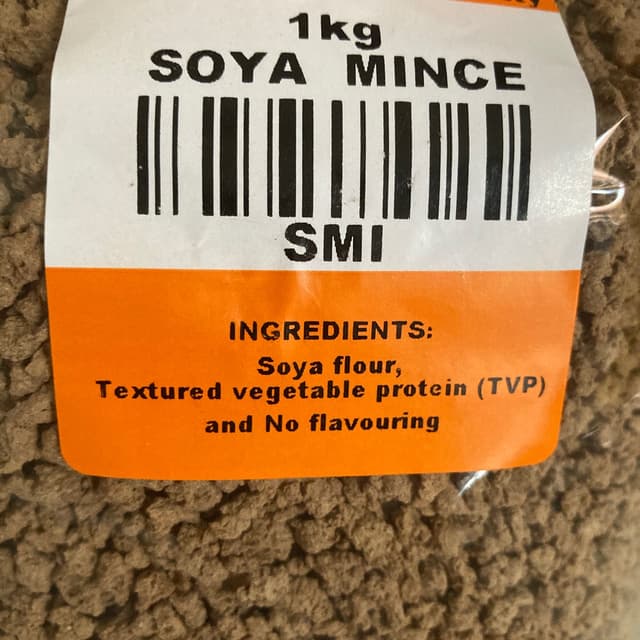 1kg
SOYA MINCE
SMI
INGREDIENTS:
Soya flour,
Textured vegetable protein (TVP)
and No flavouring